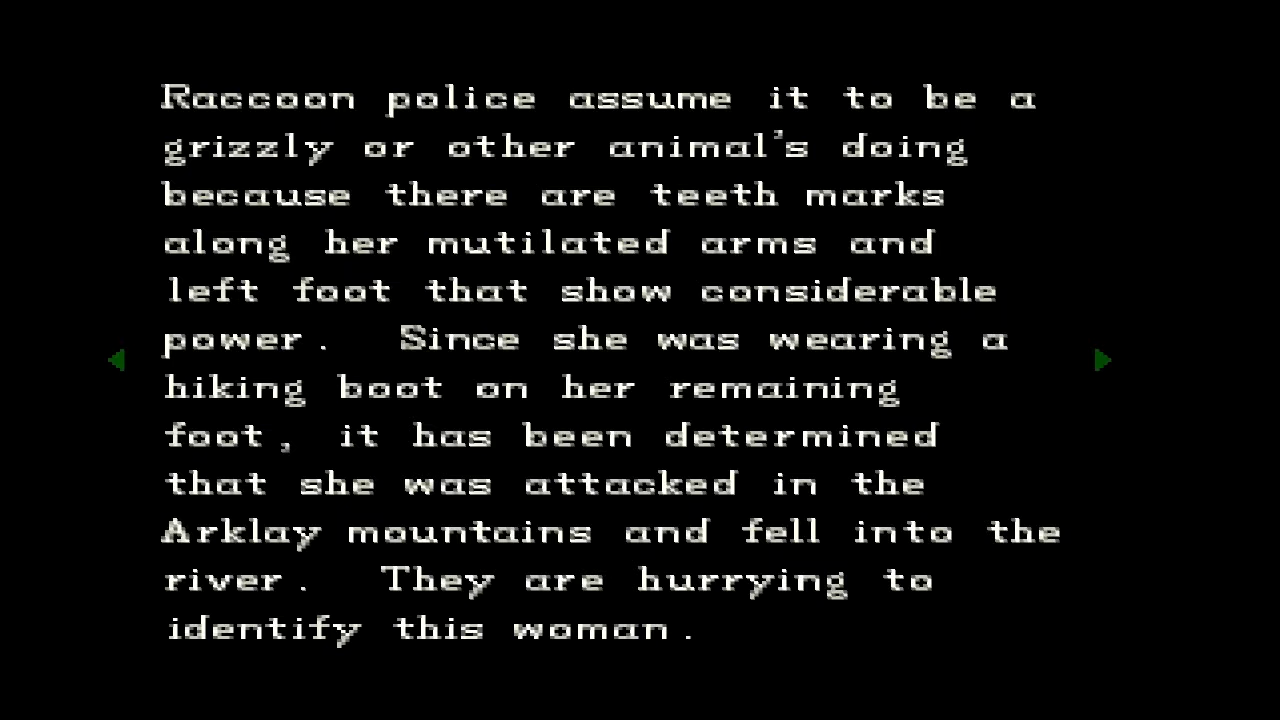 Raccoon police assume it to be a
grizzly or other animal's doing
because there are teeth marks
along her mutilated arms and
left foot that show considerable
power. Since she was wearing a
hiking boot on her remaining
foot, it has been determined
that she was attacked in the
Arklay mountains and fell into the
river. They are hurrying to
identify this woman.